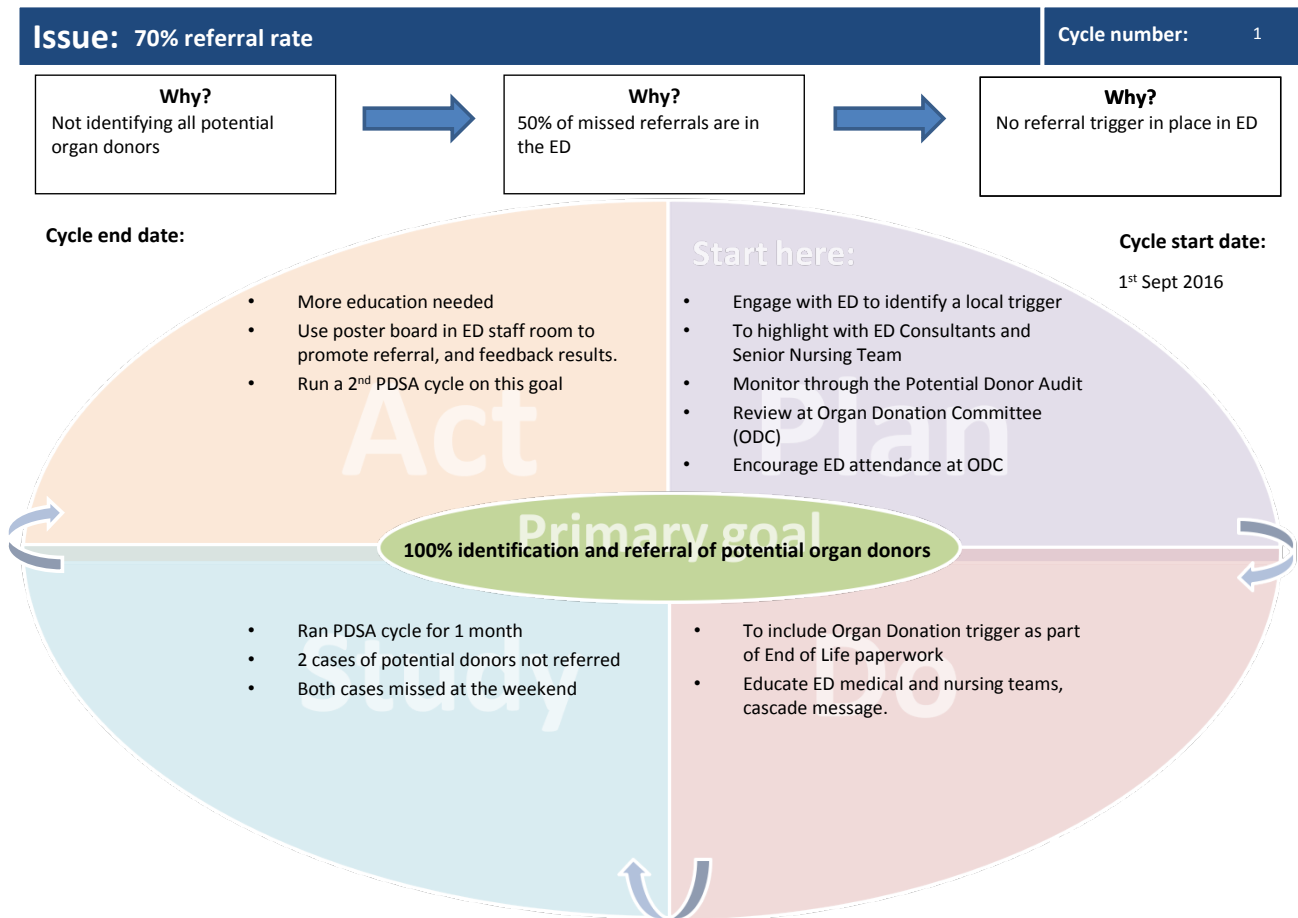 Issue: 70% referral rate
Cycle number: 1
Why?
Not identifying all potential
organ donors
Why?
50% of missed referrals are in
the ED
Why?
No referral trigger in place in ED
Cycle end date:
Cycle start date:
1st Sept 2016
Act
• More education needed
• Use poster board in ED staff room to
promote referral, and feedback results.
• Run a 2nd PDSA cycle on this goal
Start here:
Plan
• Engage with ED to identify a local trigger
• To highlight with ED Consultants and
Senior Nursing Team
• Monitor through the Potential Donor Audit
• Review at Organ Donation Committee
(ODC)
• Encourage ED attendance at ODC
Primary goal
100% identification and referral of potential organ donors
Study
• Ran PDSA cycle for 1 month
• 2 cases of potential donors not referred
• Both cases missed at the weekend
Do
• To include Organ Donation trigger as part
of End of Life paperwork
• Educate ED medical and nursing teams,
cascade message.